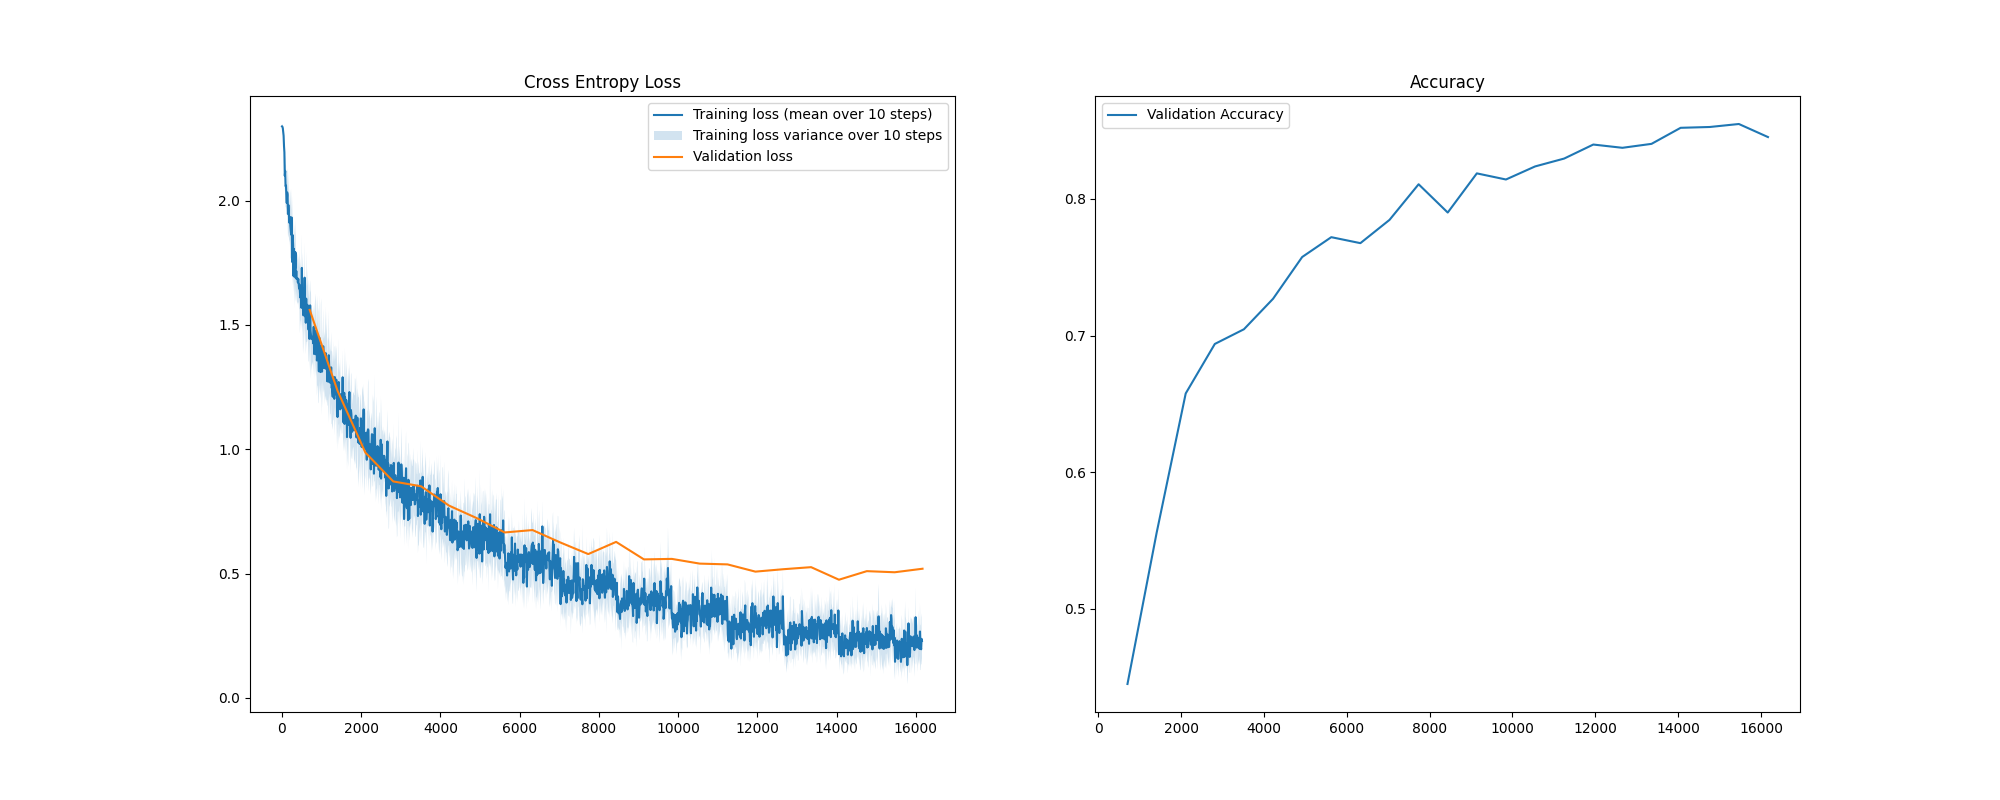 Cross Entropy Loss
Training loss (mean over 10 steps)
Training loss variance over 10 steps
Validation loss
2.0
1.5
1.0
0.5
0.0
0 2000 4000 6000 8000 10000 12000 14000 16000
Accuracy
Validation Accuracy
0.8
0.7
0.6
0.5
0 2000 4000 6000 8000 10000 12000 14000 16000